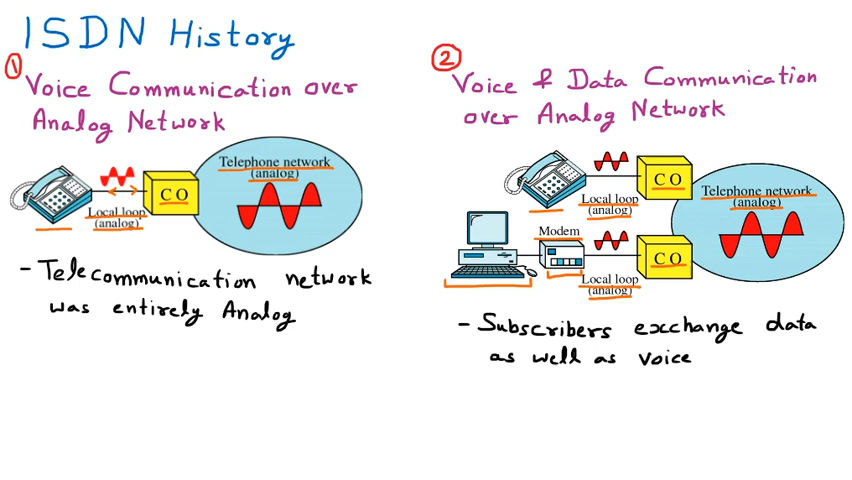 ISDN History
1
Voice Communication over
Analog Network
Telephone network
(analog)
CO
Local loop
(analog)
- Telecommunication network
was entirely Analog
2
Voice & Data Communication
over Analog Network
CO
Local loop
(analog)
Telephone network
(analog)
Modem
CO
Local loop
(analog)
- Subscribers exchange data
as well as voice